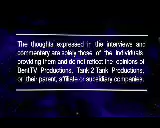 The thoughts expressed in the interviews and
commentary are solely those of the individuals
providing them and do not reflect the opinions of
BentTV Productions, Tank 2 Tank Productions,
or their parent, affiliate or subsidiary companies.